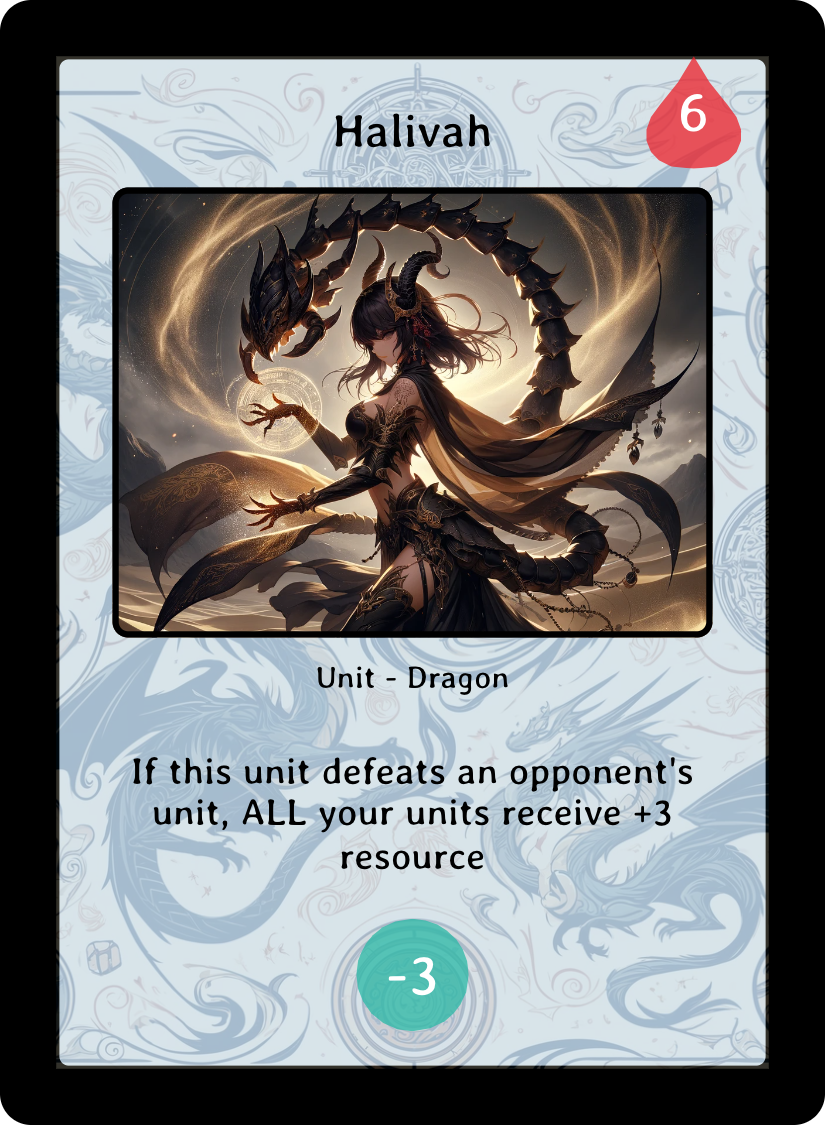 Halivah
6
Unit - Dragon
If this unit defeats an opponent's
unit, ALL your units receive +3
resource
-3